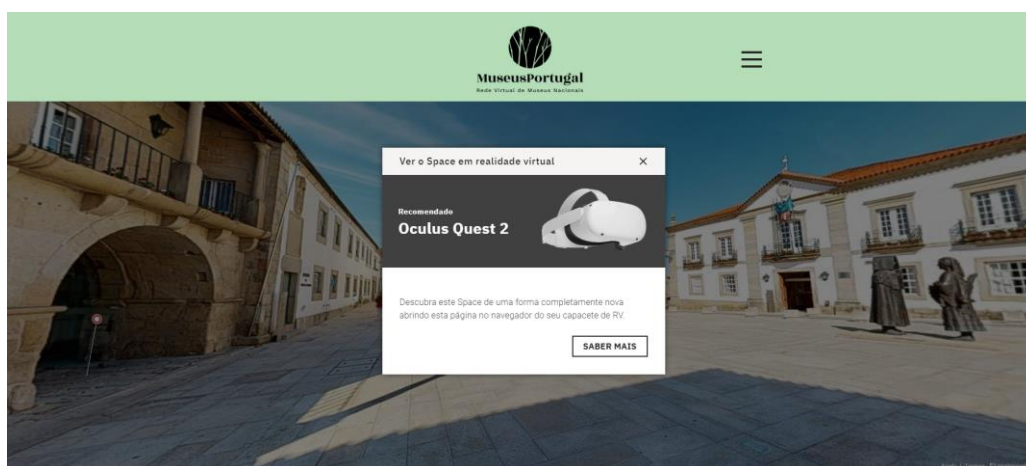 MuseusPortugal
Rede Virtual de Museus Nacionais
Ver o Space em realidade virtual
Recomendado
Oculus Quest 2
Descubra este Space de uma forma completamente nova
abrindo esta página no navegador do seu capacete de RV.
SABER MAIS